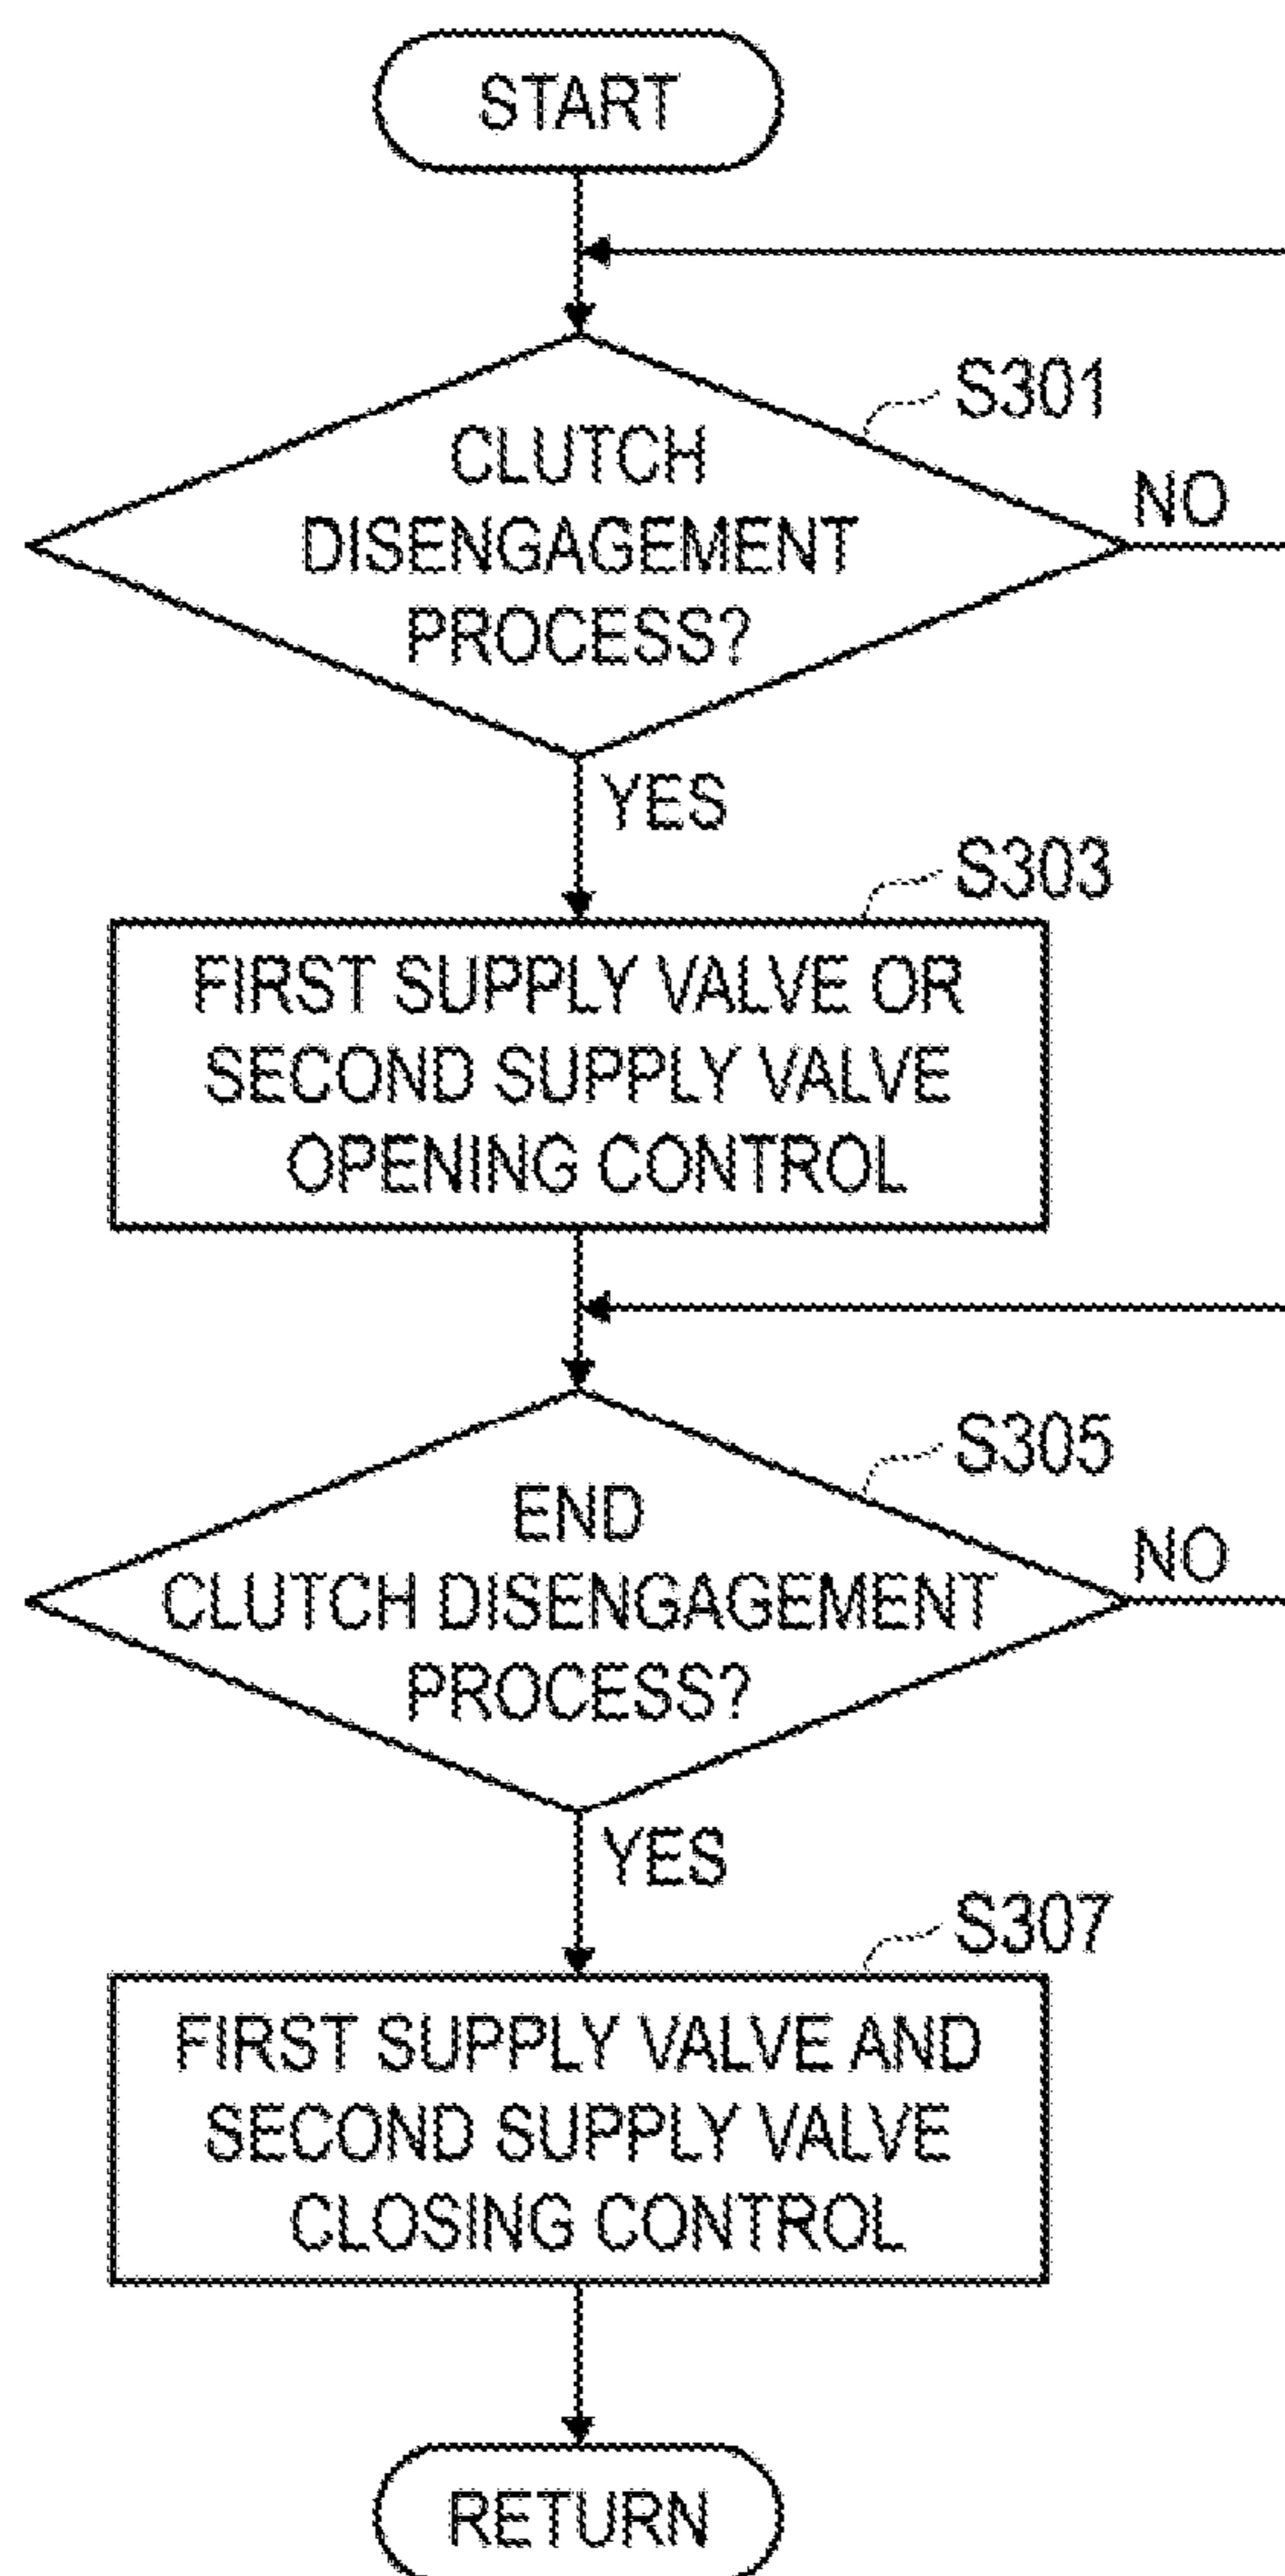 START
S301
CLUTCH
DISENGAGEMENT
PROCESS?
NO
YES
S303
FIRST SUPPLY VALVE OR
SECOND SUPPLY VALVE
OPENING CONTROL
S305
END
CLUTCH DISENGAGEMENT
PROCESS?
NO
YES
S307
FIRST SUPPLY VALVE AND
SECOND SUPPLY VALVE
CLOSING CONTROL
RETURN